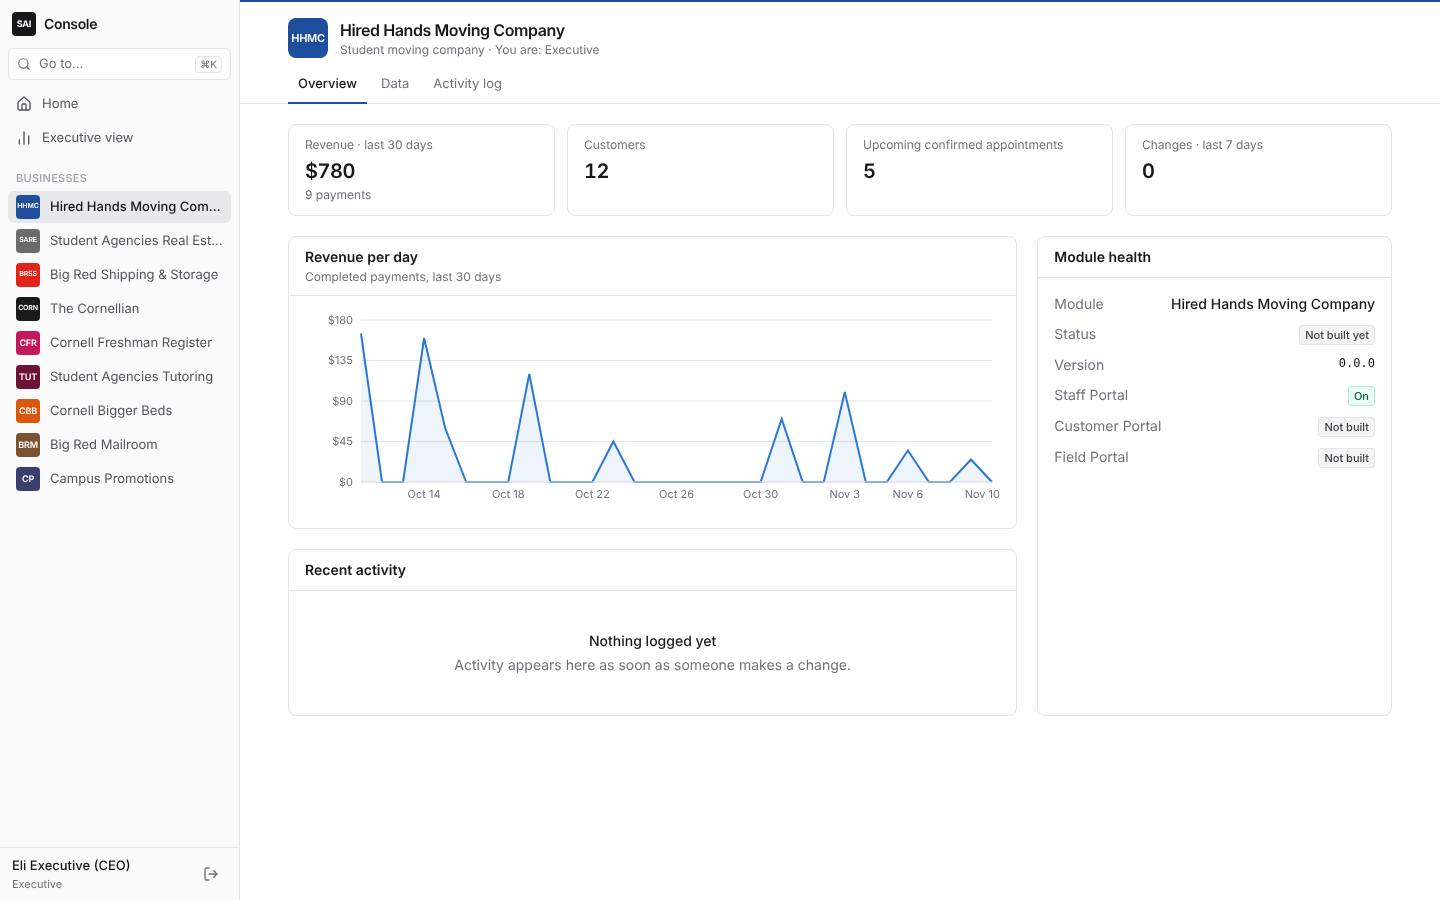 SAI Console
Go to... ⌘K
Home
Executive view
BUSINESSES
HHMC Hired Hands Moving Com...
SARE Student Agencies Real Est...
BRSS Big Red Shipping & Storage
CORN The Cornellian
CFR Cornell Freshman Register
TUT Student Agencies Tutoring
CBB Cornell Bigger Beds
BRM Big Red Mailroom
CP Campus Promotions
Eli Executive (CEO)
Executive
HHMC Hired Hands Moving Company
Student moving company · You are: Executive
Overview Data Activity log
Revenue · last 30 days
$780
9 payments
Customers
12
Upcoming confirmed appointments
5
Changes · last 7 days
0
Revenue per day
Completed payments, last 30 days
$180
$135
$90
$45
$0
Oct 14 Oct 18 Oct 22 Oct 26 Oct 30 Nov 3 Nov 6 Nov 10
Module health
Module Hired Hands Moving Company
Status Not built yet
Version 0.0.0
Staff Portal On
Customer Portal Not built
Field Portal Not built
Recent activity
Nothing logged yet
Activity appears here as soon as someone makes a change.